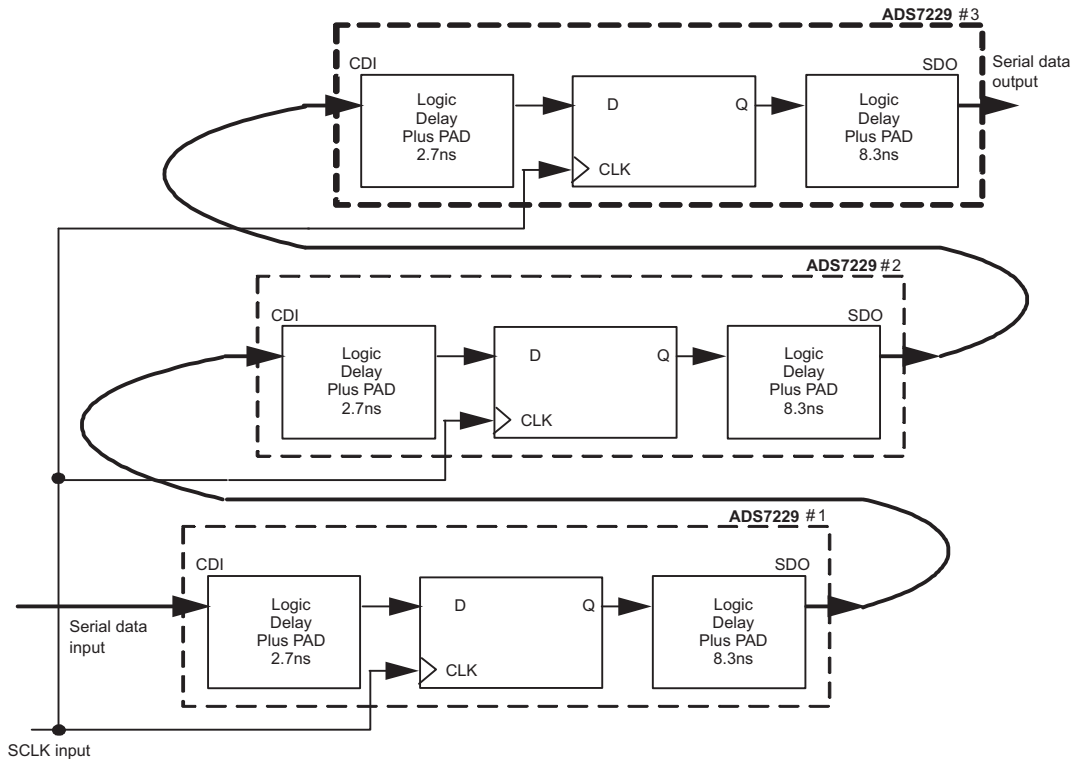 ADS7229 #3
CDI
SDO
Serial data
output
Logic
Delay
Plus PAD
2.7ns
D
Q
CLK
Logic
Delay
Plus PAD
8.3ns
ADS7229 #2
CDI
SDO
Logic
Delay
Plus PAD
2.7ns
D
Q
CLK
Logic
Delay
Plus PAD
8.3ns
ADS7229 #1
CDI
SDO
Serial data
input
Logic
Delay
Plus PAD
2.7ns
D
Q
CLK
Logic
Delay
Plus PAD
8.3ns
SCLK input